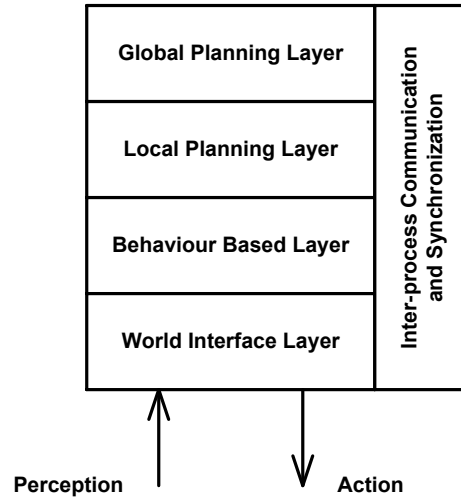 Global Planning Layer
Local Planning Layer
Behaviour Based Layer
World Interface Layer
Inter-process Communication
and Synchronization
Perception
Action